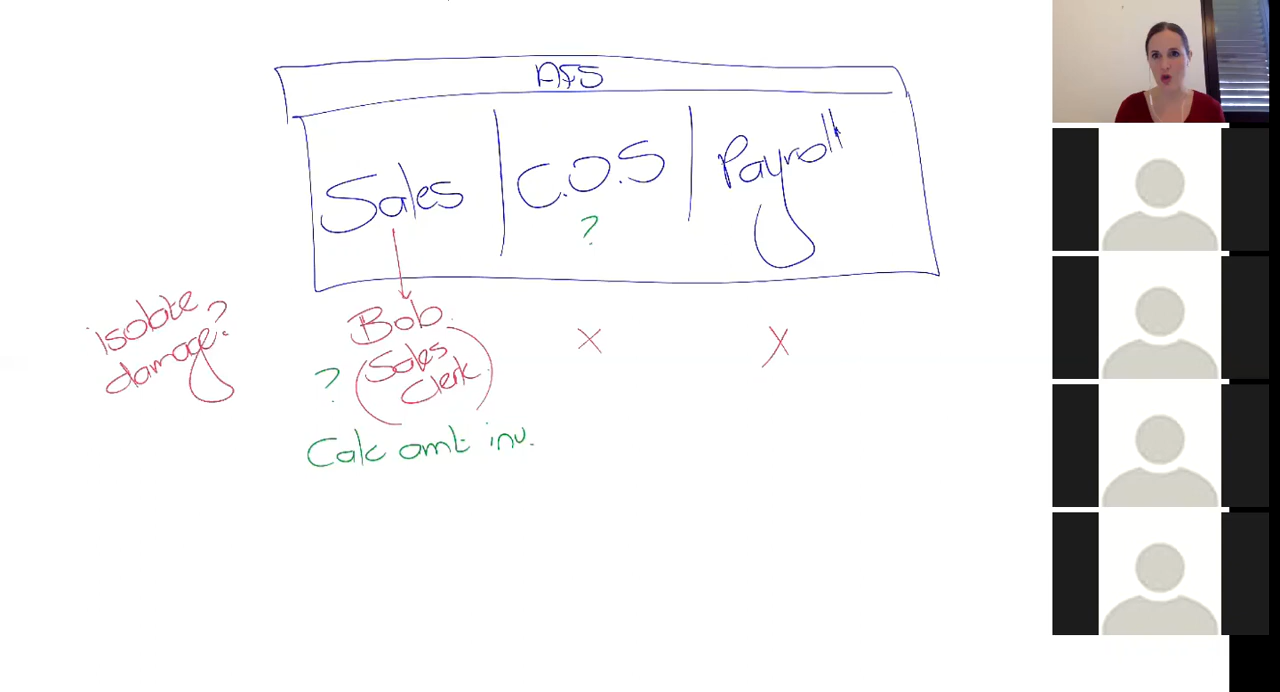 AFS
Sales
C.O.S
Payroll
?
isolate
damage?
Bob
(Sales
Clerk)
?
X
X
Calc amt inv.